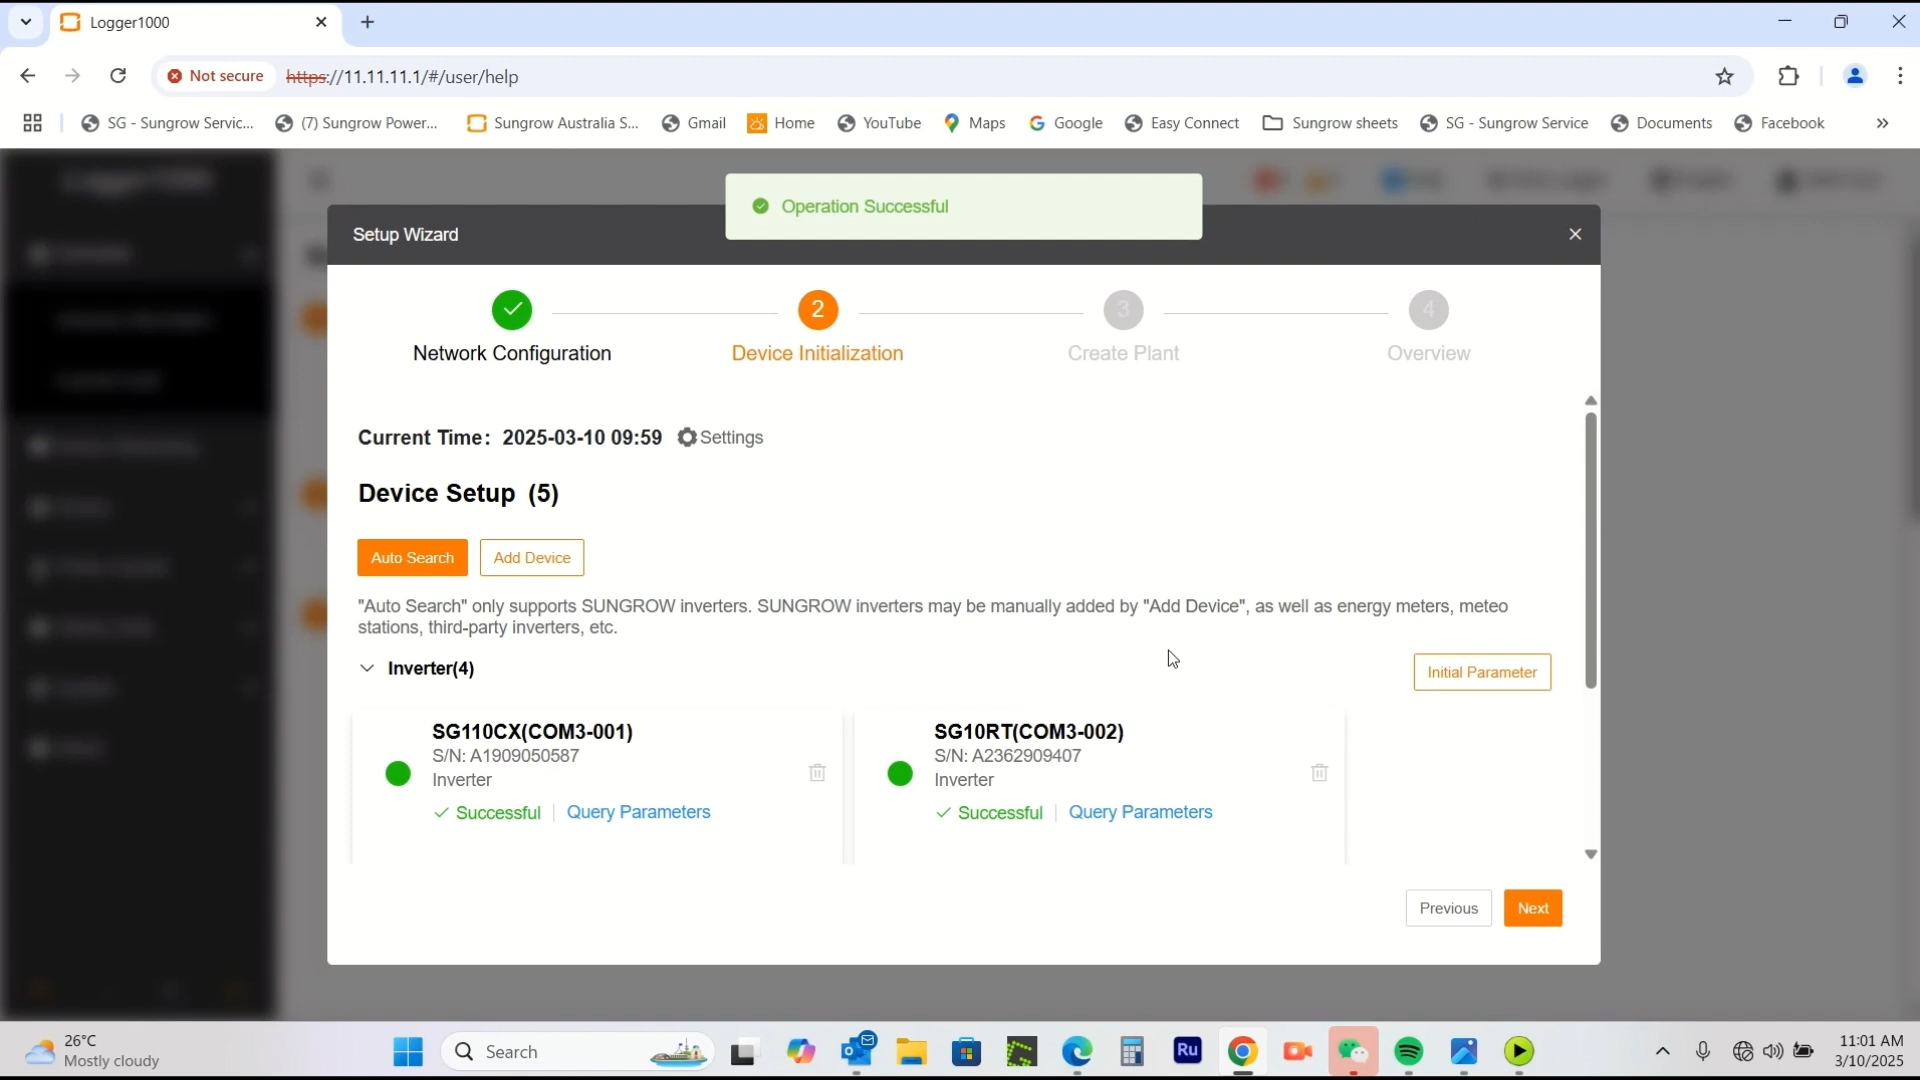 Logger1000
Not secure
https://11.11.11.1/#/user/help
SG - Sungrow Servic...
(7) Sungrow Power...
Sungrow Australia S...
Gmail
Home
YouTube
Maps
Google
Easy Connect
Sungrow sheets
SG - Sungrow Service
Documents
Facebook
Logger1000
Operation Successful
Setup Wizard
2
3
4
Network Configuration
Device Initialization
Create Plant
Overview
Current Time: 2025-03-10 09:59
Settings
Device Setup (5)
Auto Search
Add Device
"Auto Search" only supports SUNGROW inverters. SUNGROW inverters may be manually added by "Add Device", as well as energy meters, meteo
stations, third-party inverters, etc.
Inverter(4)
Initial Parameter
SG110CX(COM3-001)
S/N: A1909050587
Inverter
Successful
Query Parameters
SG10RT(COM3-002)
S/N: A2362909407
Inverter
Successful
Query Parameters
Previous
Next
26°C
Mostly cloudy
Search
Ru
11:01 AM
3/10/2025